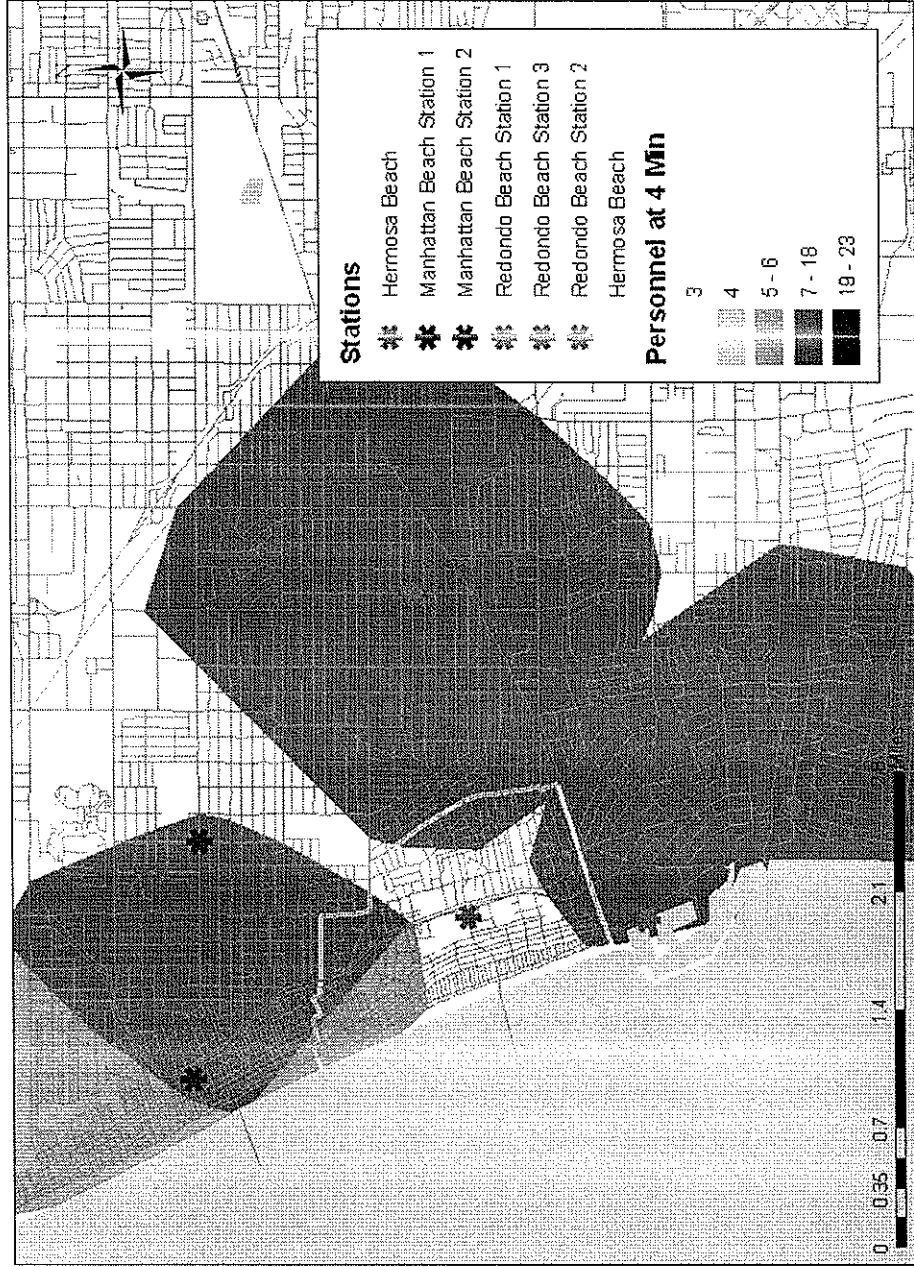 Stations
Hermosa Beach
Manhattan Beach Station 1
Manhattan Beach Station 2
Redondo Beach Station 1
Redondo Beach Station 3
Redondo Beach Station 2
Hermosa Beach
Personnel at 4 Min
3
4
5 - 6
7 - 18
19 - 23
0 0.35 0.7 1.4 2.1 2.8